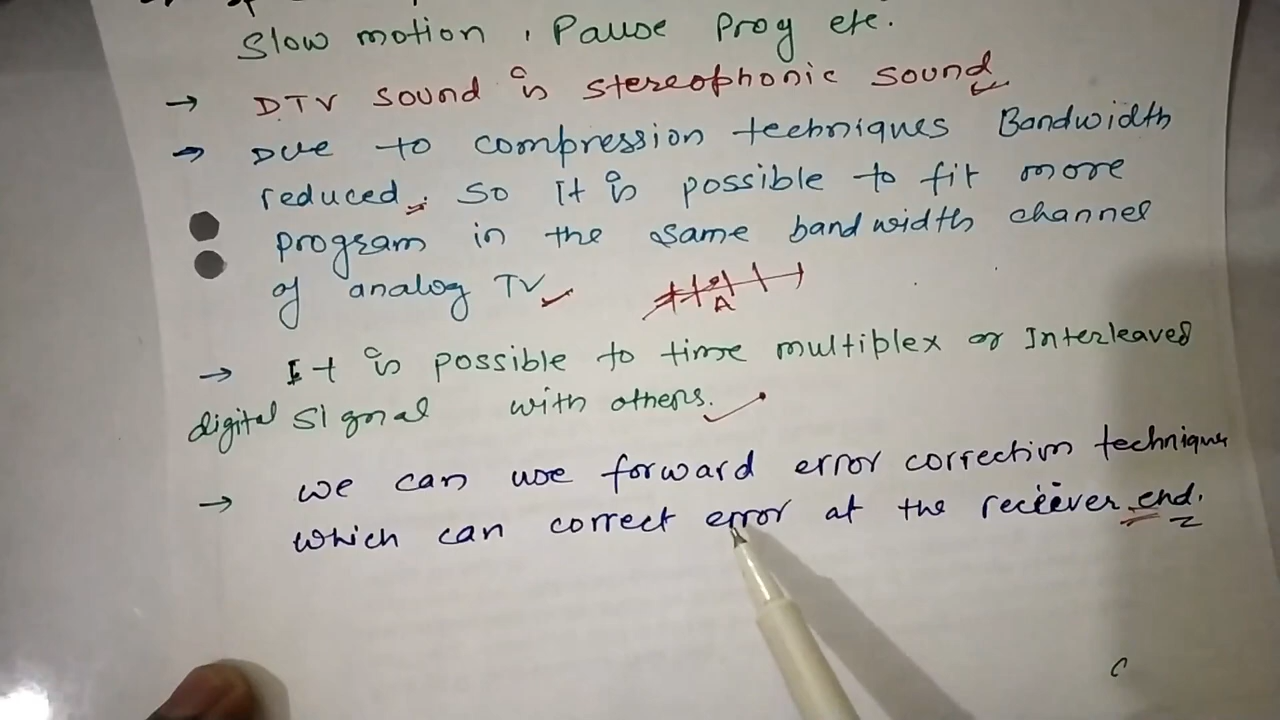 Slow motion, Pause Prog etc.
→ DTV sound is stereophonic sound
→ Due to compression techniques Bandwidth
reduced. So It is possible to fit more
program in the same bandwidth channel
of analog TV
A
→ It is possible to time multiplex or Interleaved
digital signal with others.
→ we can use forward error correction technique
which can correct error at the reciever end.